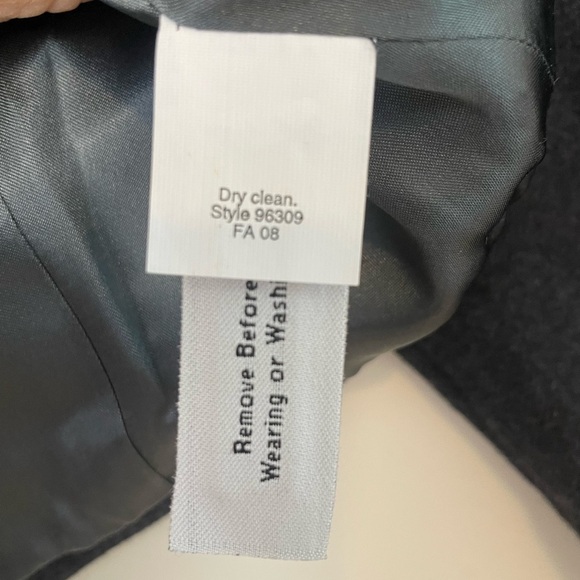 Dry clean.
Style 96309
FA 08
Remove Before
Wearing or Washi